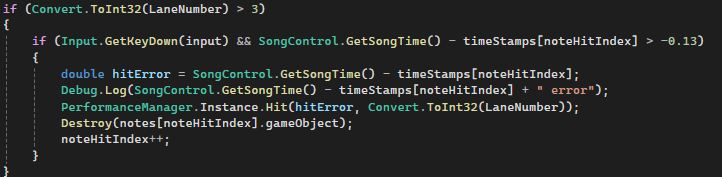 if (Convert.ToInt32(LaneNumber) > 3)
{
if (Input.GetKeyDown(input) && SongControl.GetSongTime() - timeStamps[noteHitIndex] > -0.13)
{
double hitError = SongControl.GetSongTime() - timeStamps[noteHitIndex];
Debug.Log(SongControl.GetSongTime() - timeStamps[noteHitIndex] + " error");
PerformanceManager.Instance.Hit(hitError, Convert.ToInt32(LaneNumber));
Destroy(notes[noteHitIndex].gameObject);
noteHitIndex++;
}
}